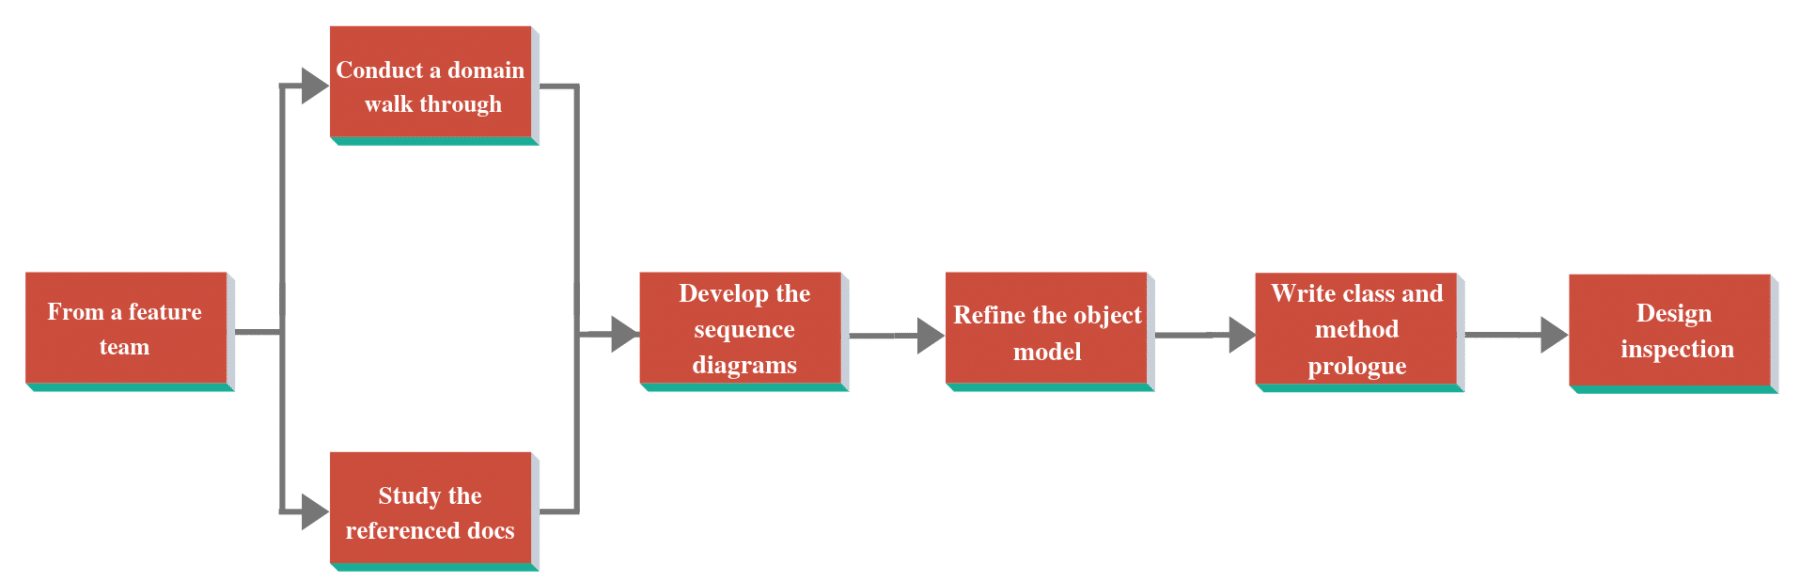 Conduct a domain
walk through
From a feature
team
Study the
referenced docs
Develop the
sequence
diagrams
Refine the object
model
Write class and
method
prologue
Design
inspection